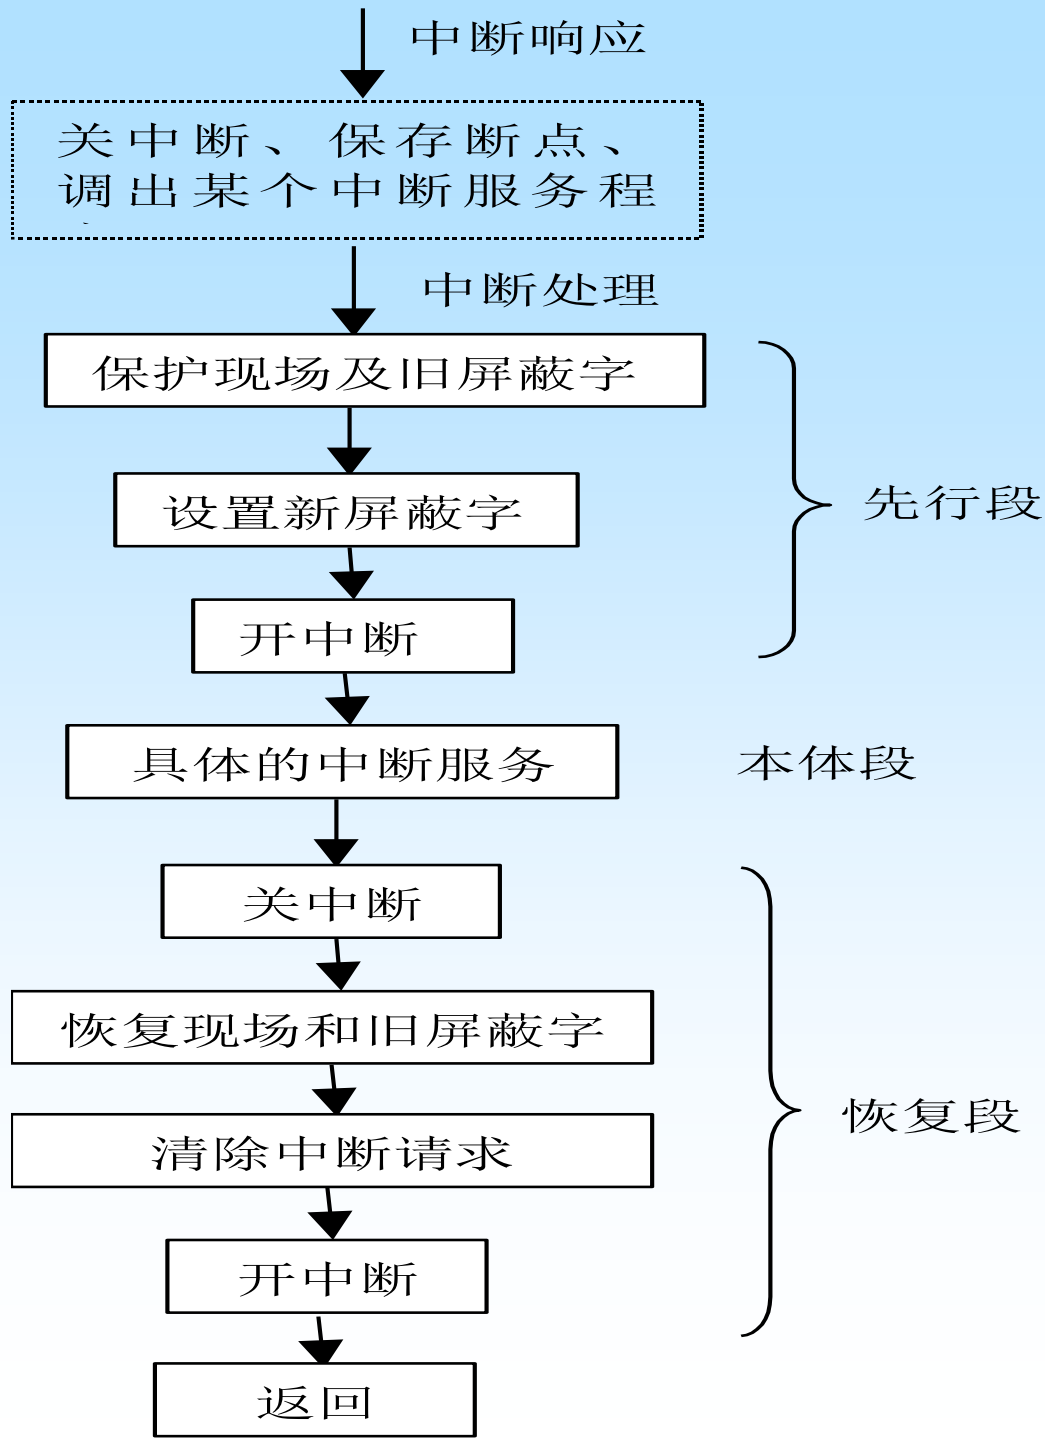 中断响应
关中断、保存断点、
调出某个中断服务程
中断处理
保护现场及旧屏蔽字
设置新屏蔽字
先行段
开中断
具体的中断服务
本体段
关中断
恢复现场和旧屏蔽字
恢复段
清除中断请求
开中断
返回